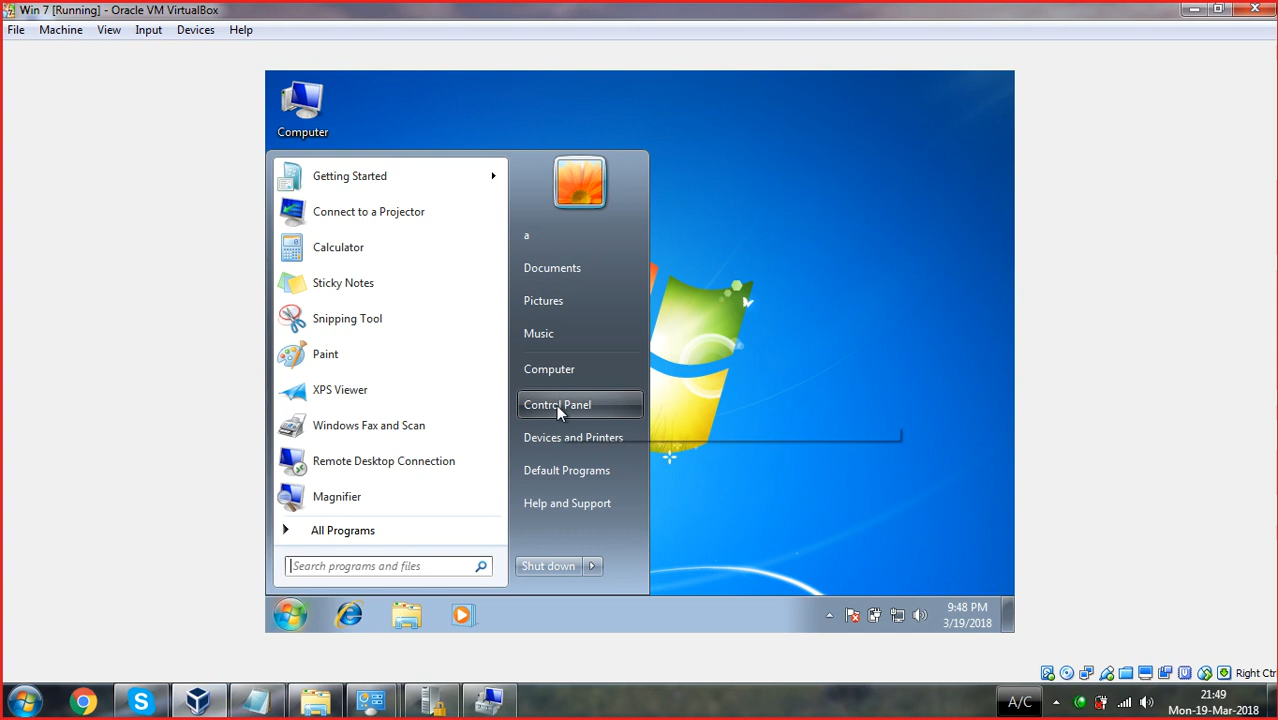 Win 7 [Running] - Oracle VM VirtualBox
File Machine View Input Devices Help
Computer
Getting Started
Connect to a Projector
Calculator
Sticky Notes
Snipping Tool
Paint
XPS Viewer
Windows Fax and Scan
Remote Desktop Connection
Magnifier
All Programs
Search programs and files
a
Documents
Pictures
Music
Computer
Control Panel
Devices and Printers
Default Programs
Help and Support
Shut down
9:48 PM
3/19/2018
Right Ctr
A/C
21:49
Mon-19-Mar-2018